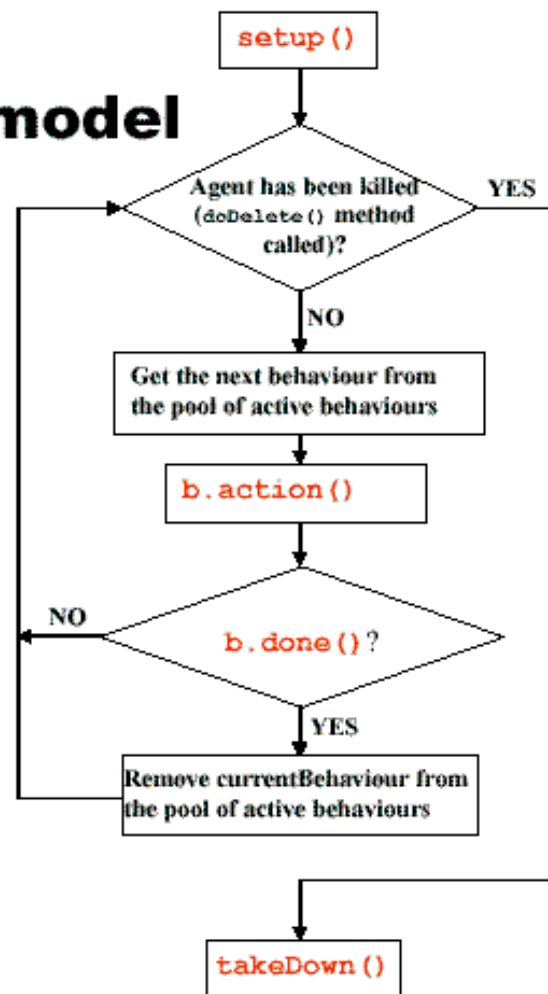 setup()
model
Agent has been killed
(doDelete() method
called)?
YES
NO
Get the next behaviour from
the pool of active behaviours
b.action()
NO
b.done()?
YES
Remove currentBehaviour from
the pool of active behaviours
takeDown()